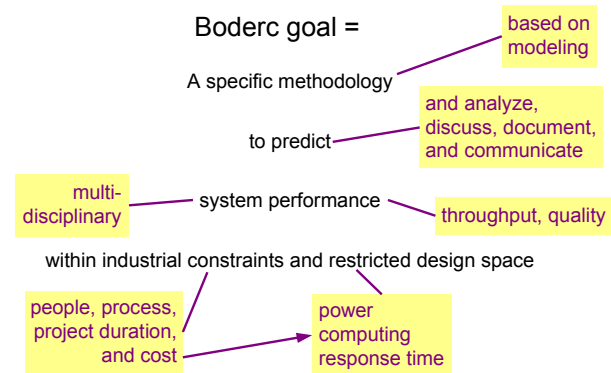 Boderc goal =
based on
modeling
A specific methodology
and analyze,
discuss, document,
and communicate
to predict
multi-
disciplinary
system performance
throughput, quality
within industrial constraints and restricted design space
people, process,
project duration,
and cost
power
computing
response time